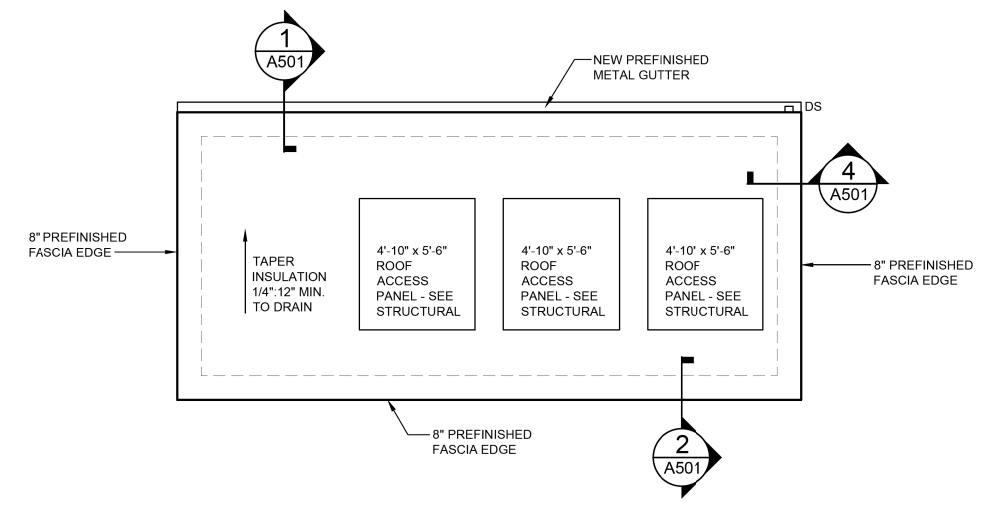 1
A501
NEW PREFINISHED
METAL GUTTER
DS
4
A501
8" PREFINISHED
FASCIA EDGE
TAPER
INSULATION
1/4":12" MIN.
TO DRAIN
4'-10" x 5'-6"
ROOF
ACCESS
PANEL - SEE
STRUCTURAL
4'-10" x 5'-6"
ROOF
ACCESS
PANEL - SEE
STRUCTURAL
4'-10' x 5'-6"
ROOF
ACCESS
PANEL - SEE
STRUCTURAL
8" PREFINISHED
FASCIA EDGE
8" PREFINISHED
FASCIA EDGE
2
A501